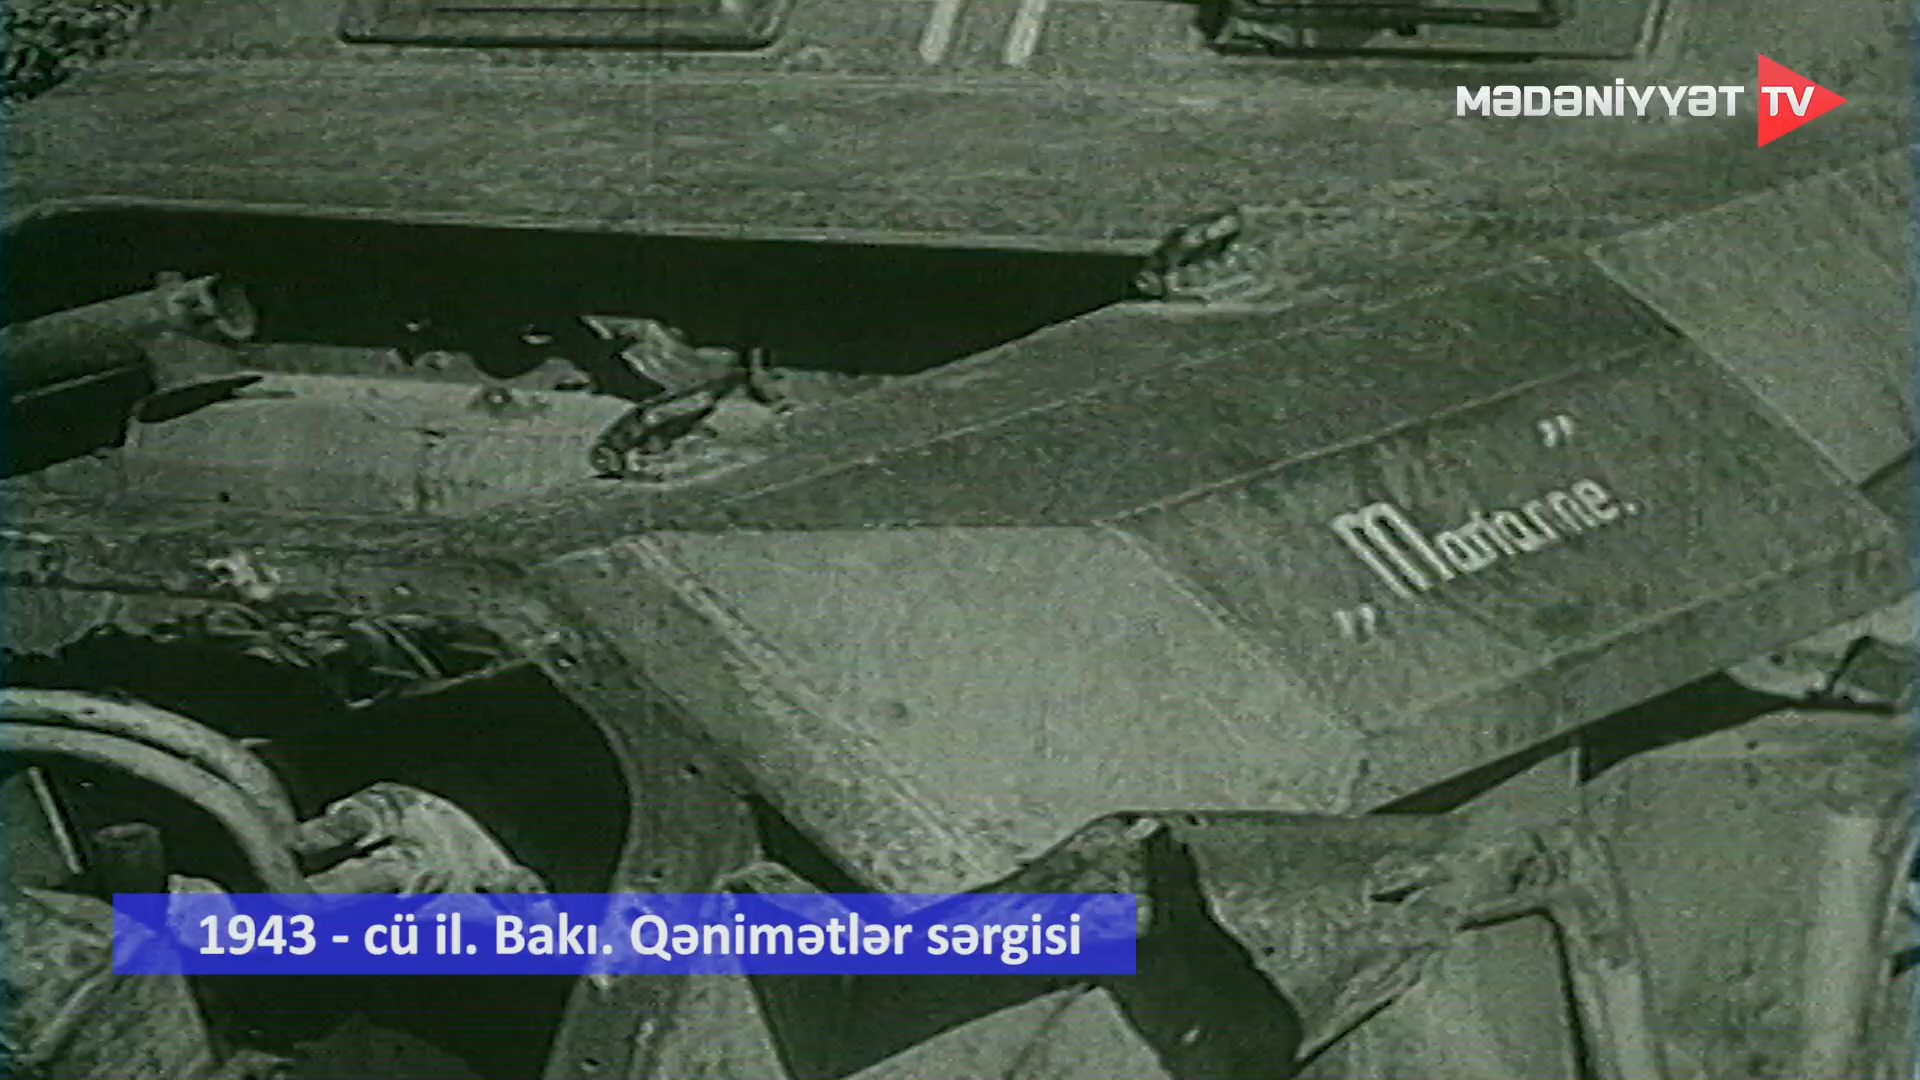 MƏDƏNİYYƏT TV
„Marianne.”
1943 - cü il. Bakı. Qənimətlər sərgisi